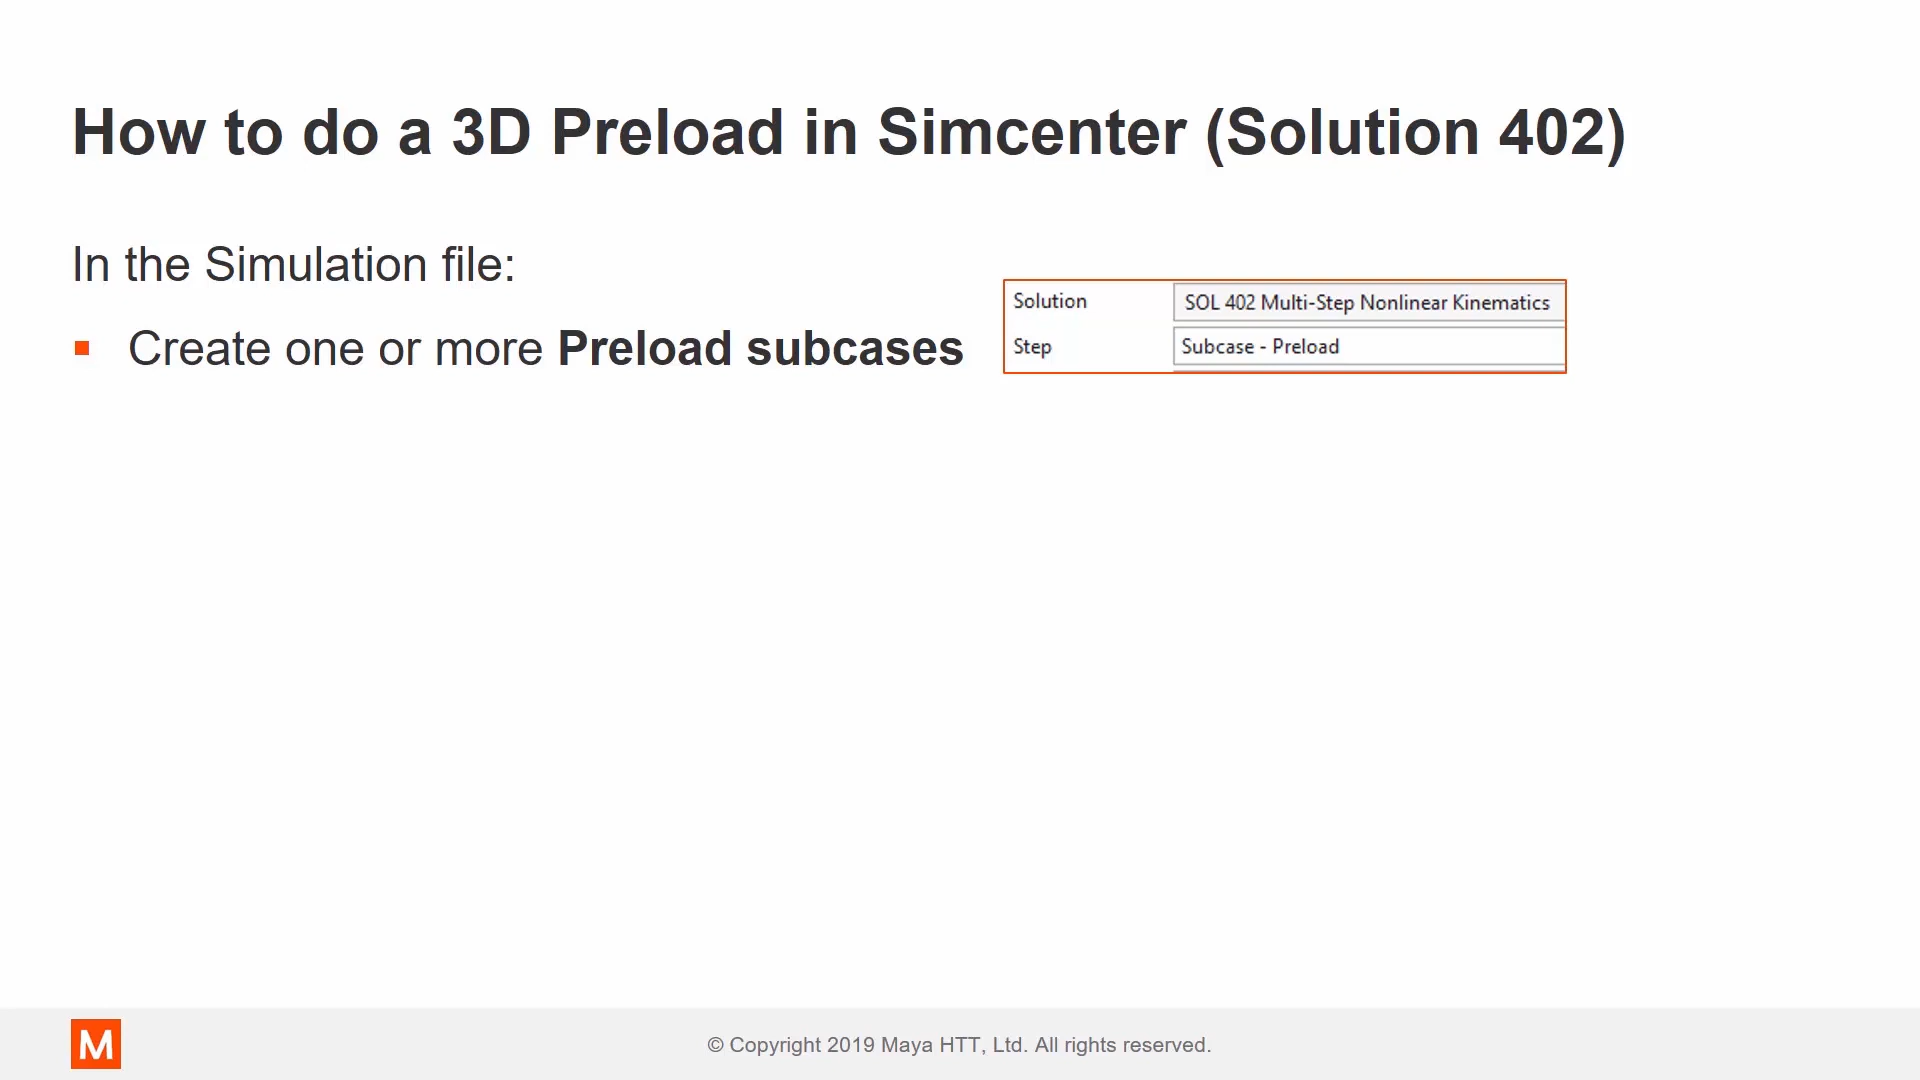 How to do a 3D Preload in Simcenter (Solution 402)
In the Simulation file:
▪ Create one or more Preload subcases
Solution SOL 402 Multi-Step Nonlinear Kinematics
Step Subcase - Preload
M
© Copyright 2019 Maya HTT, Ltd. All rights reserved.